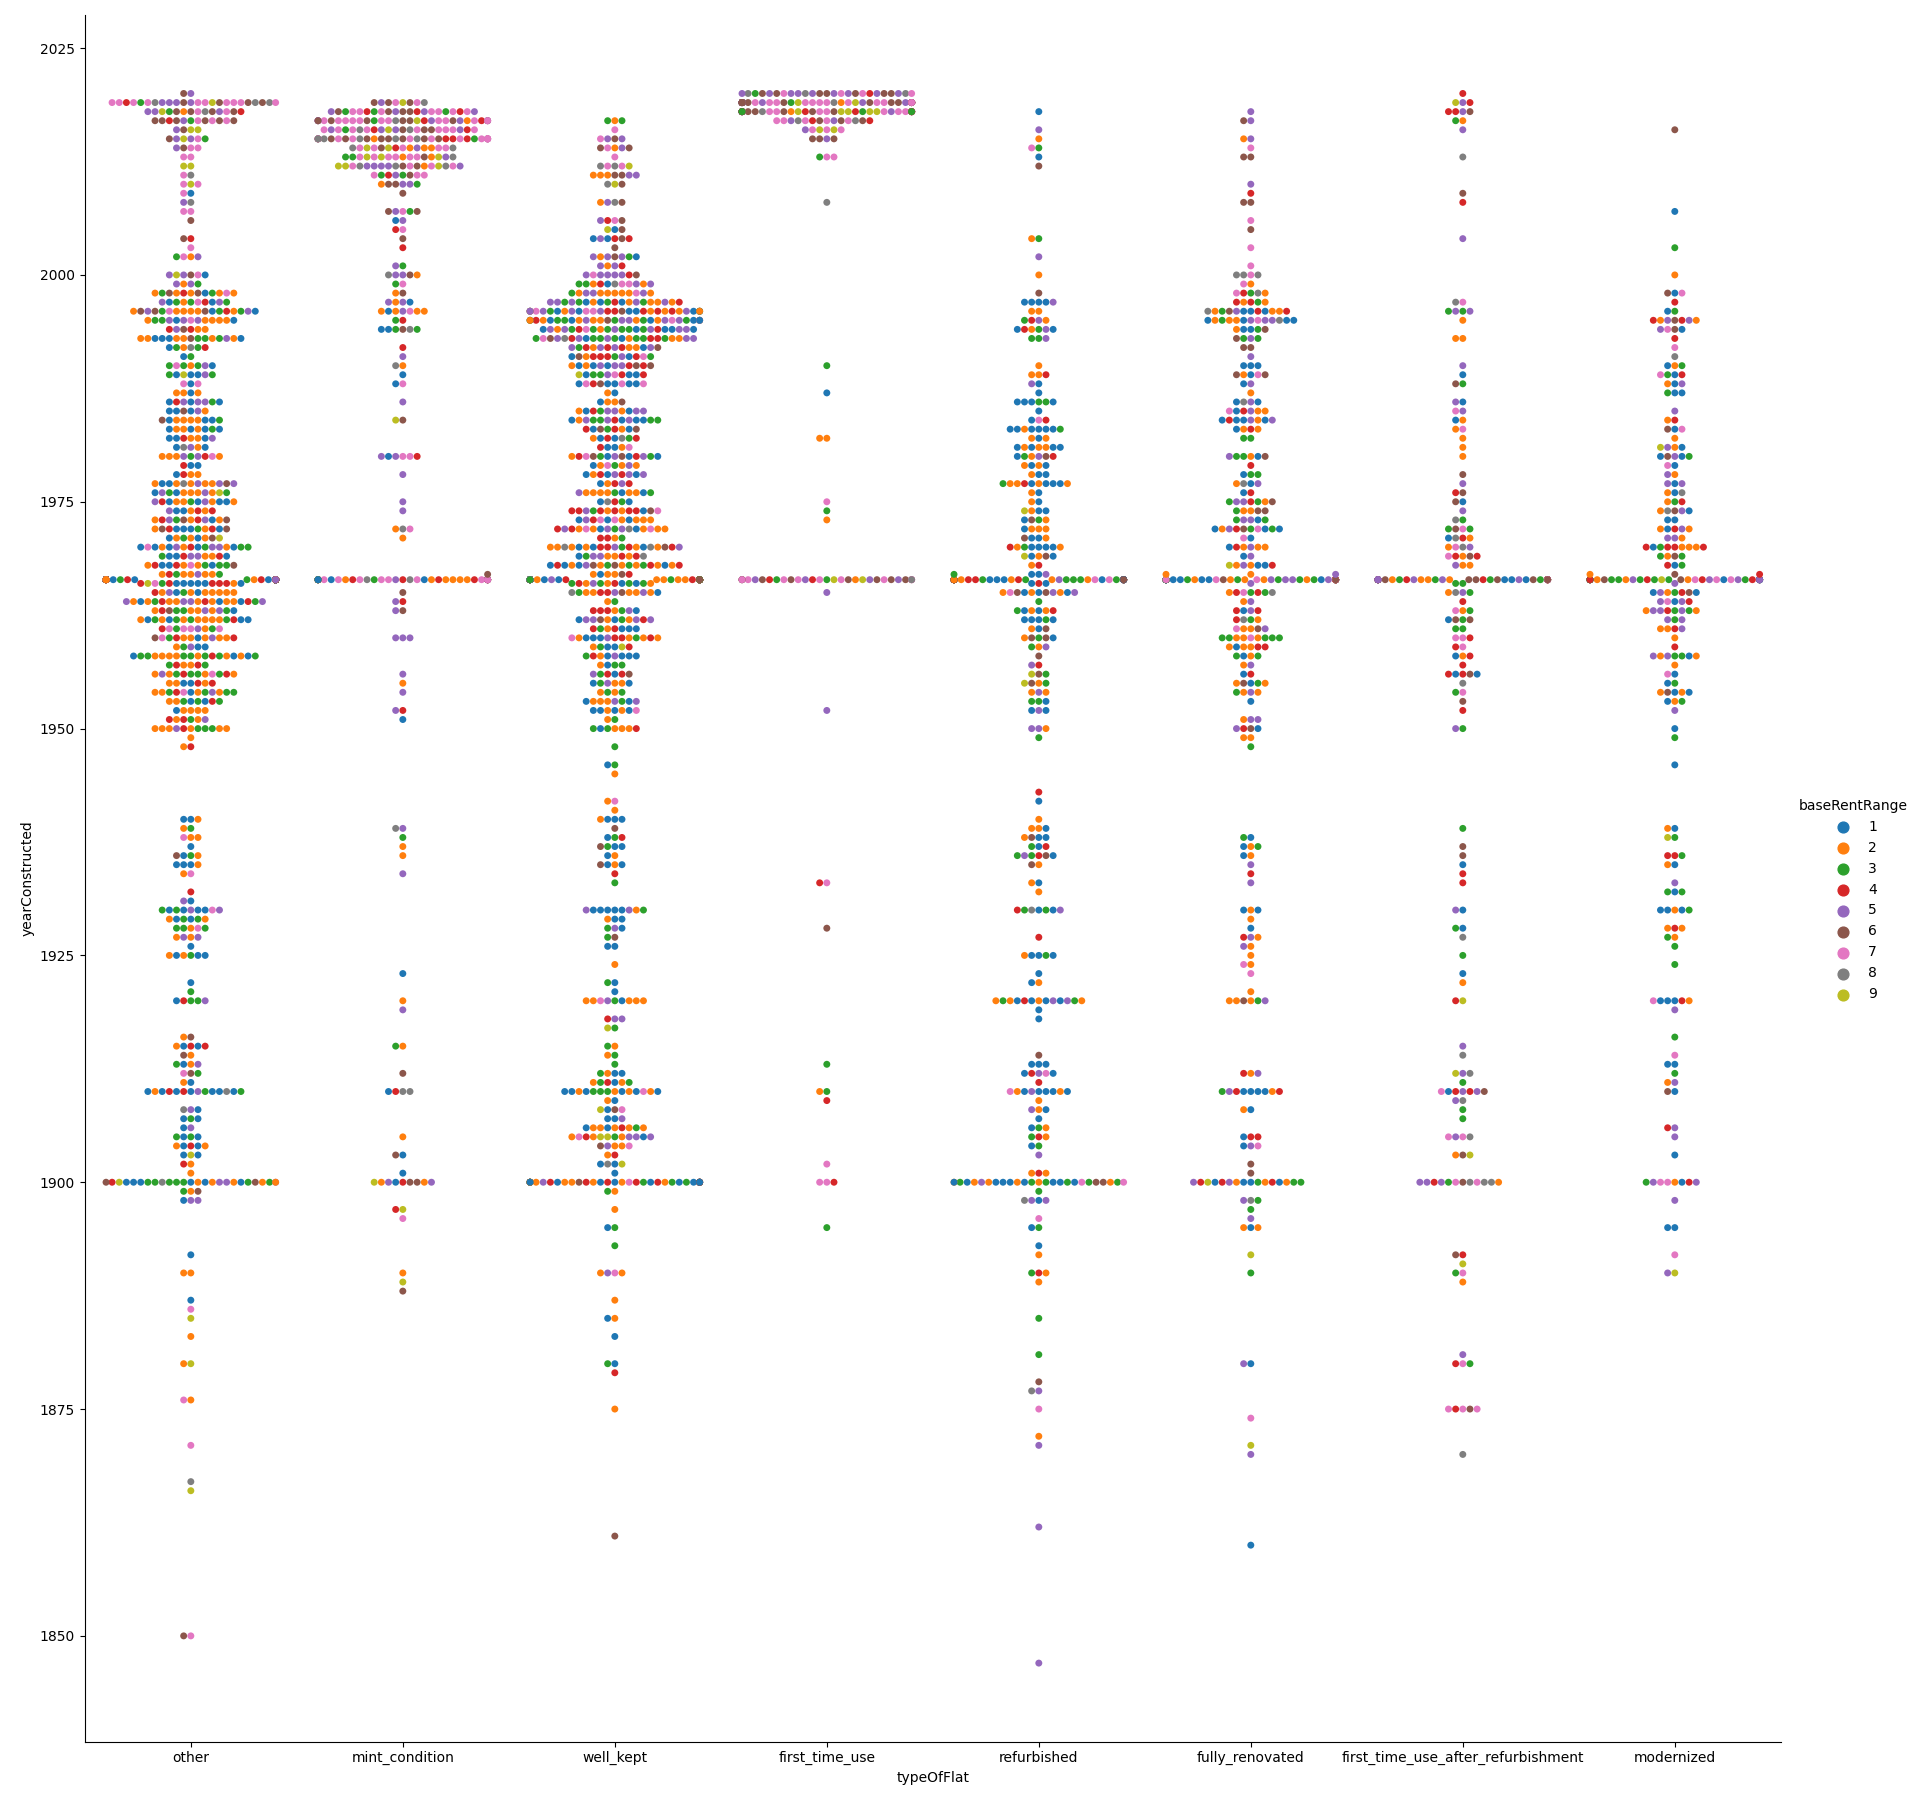 2025
2000
1975
1950
1925
1900
1875
1850
yearConstructed
other
mint_condition
well_kept
first_time_use
refurbished
fully_renovated
first_time_use_after_refurbishment
modernized
typeOfFlat
baseRentRange
1
2
3
4
5
6
7
8
9